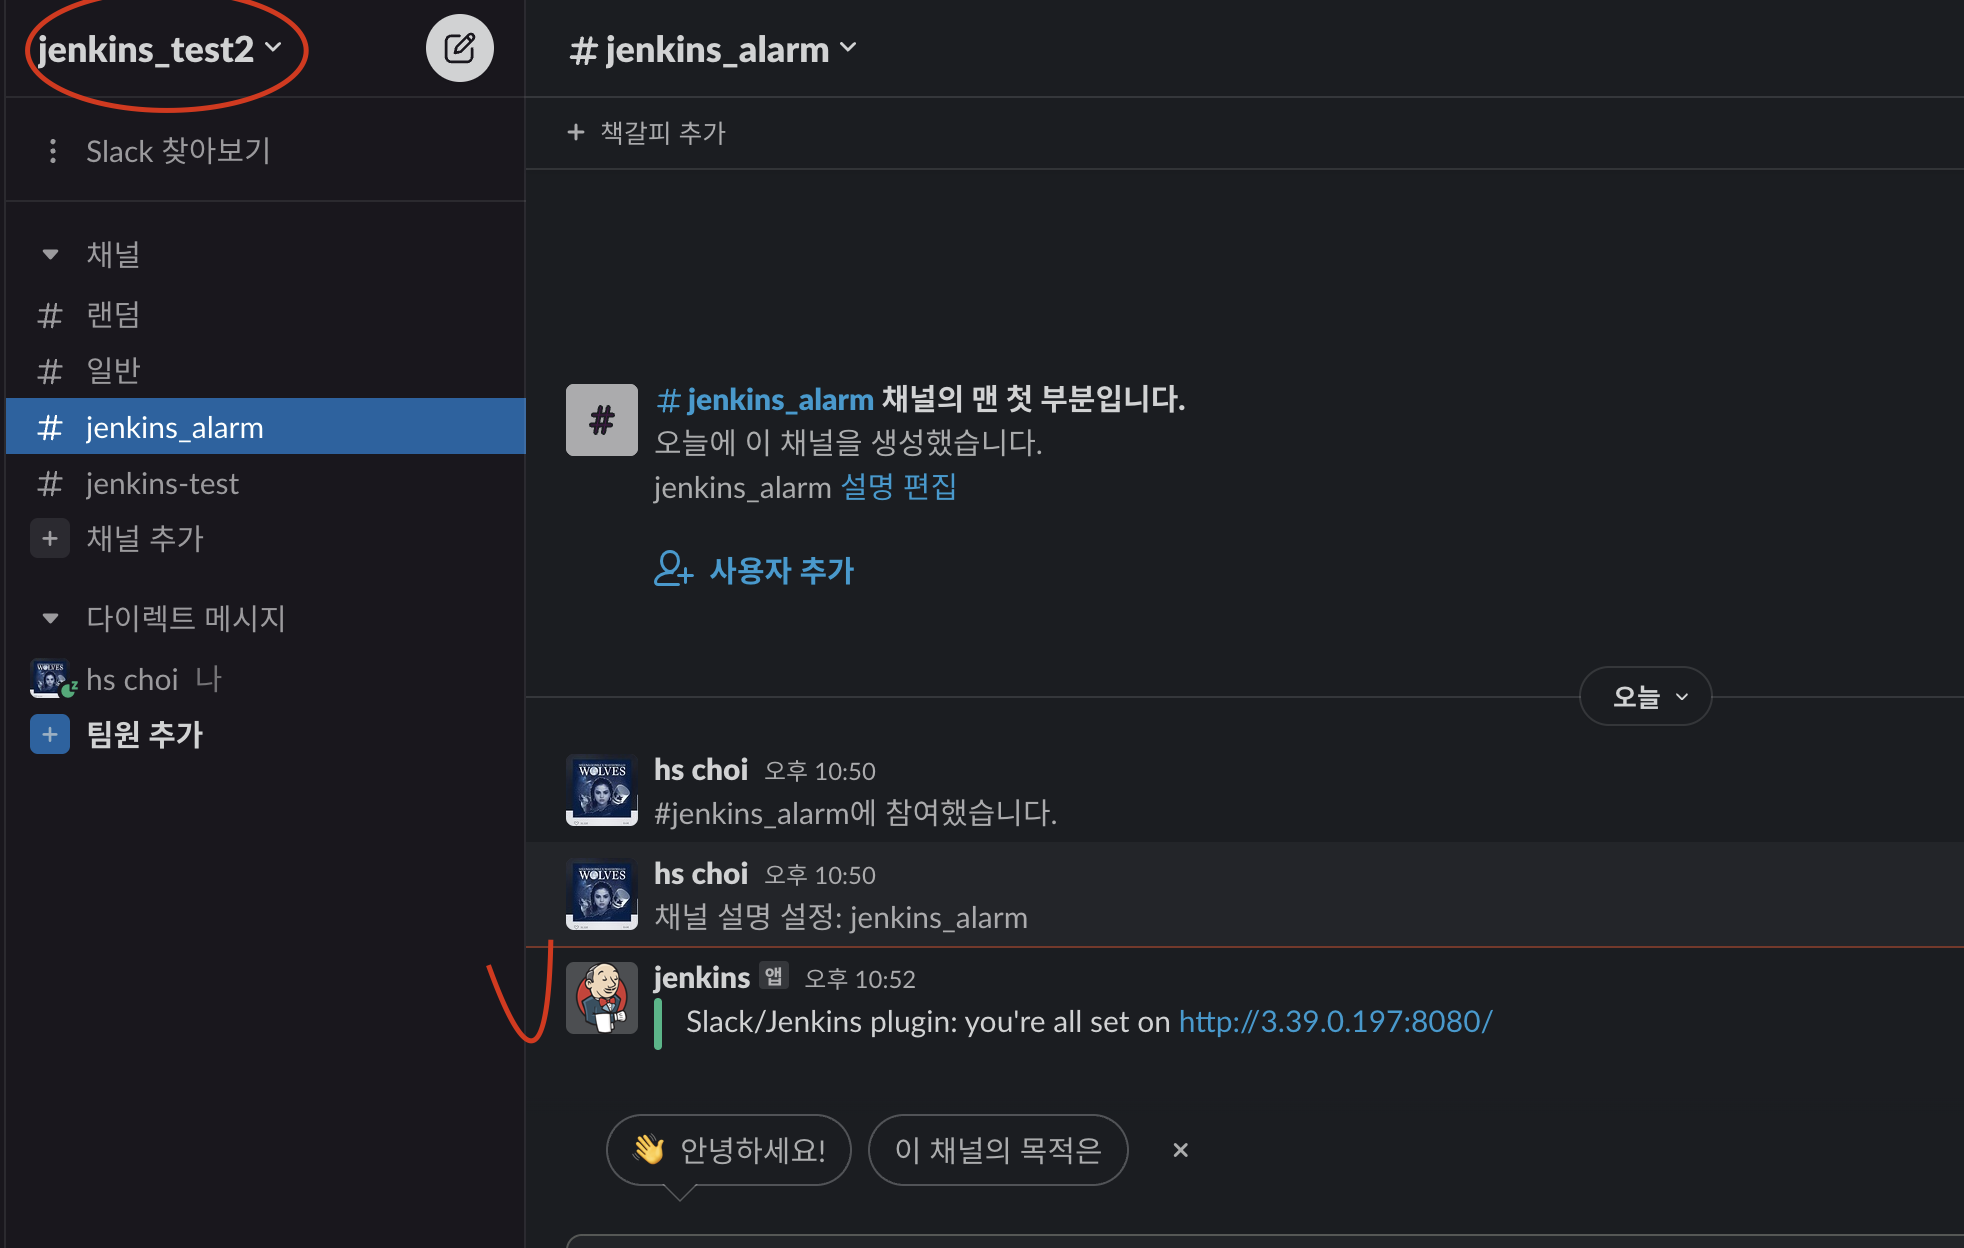 jenkins_test2
Slack 찾아보기
채널
# 랜덤
# 일반
# jenkins_alarm
# jenkins-test
+ 채널 추가
다이렉트 메시지
hs choi 나
+ 팀원 추가
# jenkins_alarm
+ 책갈피 추가
# jenkins_alarm 채널의 맨 첫 부분입니다.
오늘에 이 채널을 생성했습니다.
jenkins_alarm 설명 편집
사용자 추가
오늘
WOLVES
hs choi 오후 10:50
#jenkins_alarm에 참여했습니다.
WOLVES
hs choi 오후 10:50
채널 설명 설정: jenkins_alarm
jenkins 앱 오후 10:52
Slack/Jenkins plugin: you're all set on http://3.39.0.197:8080/
👋 안녕하세요!
이 채널의 목적은